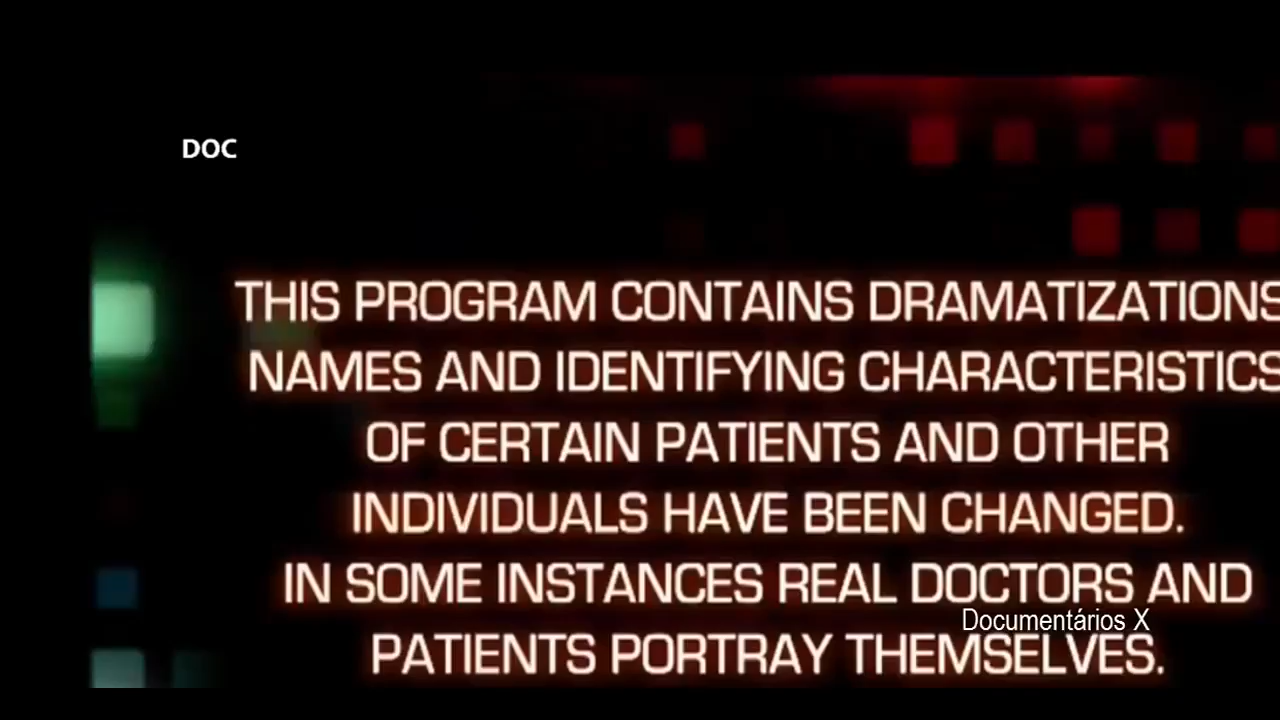 DOC
THIS PROGRAM CONTAINS DRAMATIZATIONS
NAMES AND IDENTIFYING CHARACTERISTICS
OF CERTAIN PATIENTS AND OTHER
INDIVIDUALS HAVE BEEN CHANGED.
IN SOME INSTANCES REAL DOCTORS AND
Documentários X
PATIENTS PORTRAY THEMSELVES.